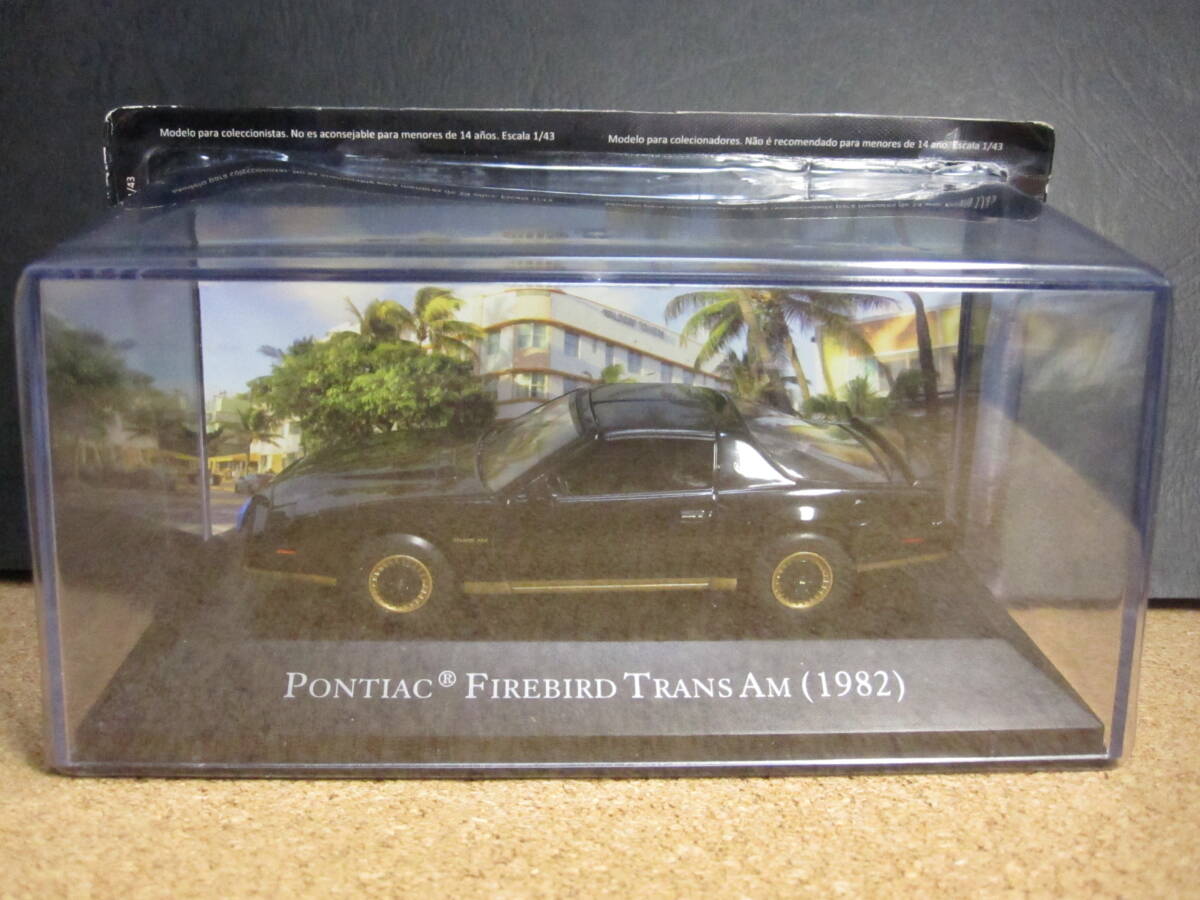 Modelo para coleccionistas. No es aconsejable para menores de 14 años. Escala 1/43
Modelo para colecionadores. Não é recomendado para menores de 14 ano. Escala 1/43
/43
PONTIAC® FIREBIRD TRANS AM (1982)